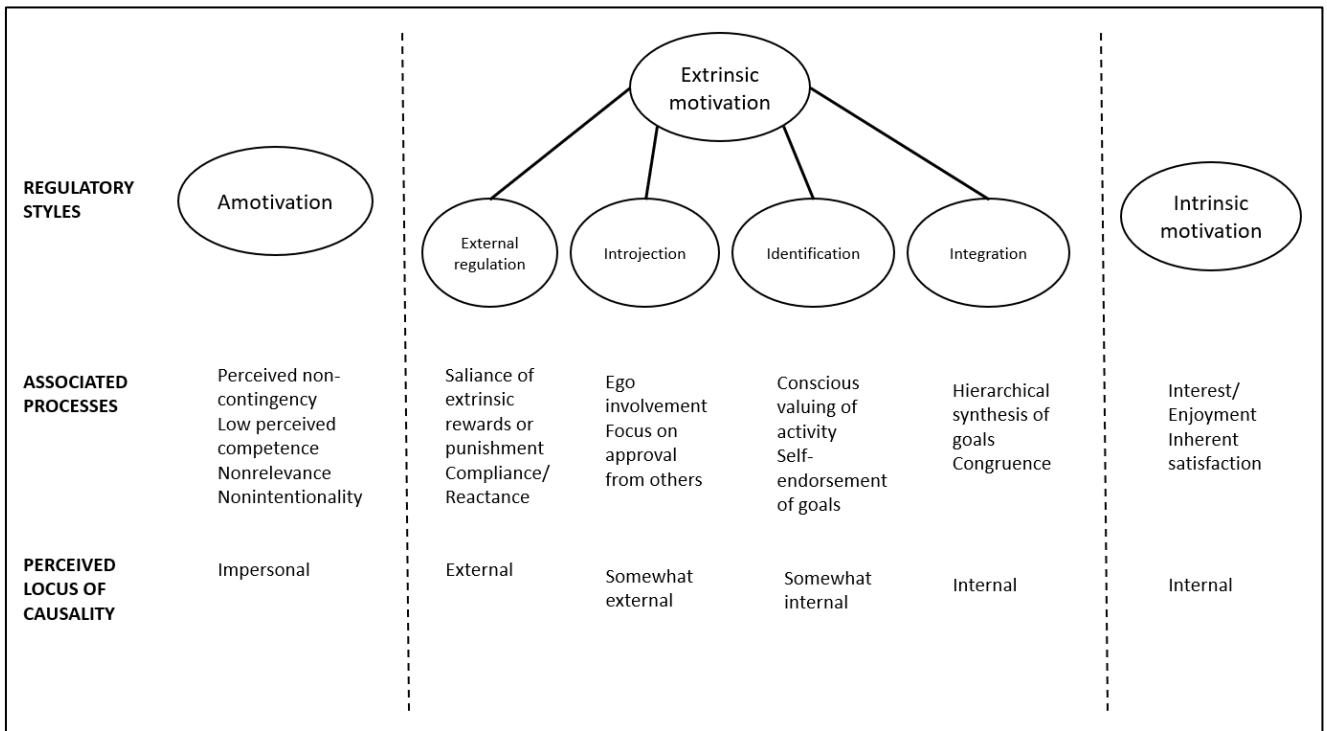 Extrinsic
motivation
REGULATORY
STYLES
Amotivation
External
regulation
Introjection
Identification
Integration
Intrinsic
motivation
ASSOCIATED
PROCESSES
Perceived non-
contingency
Low perceived
competence
Nonrelevance
Nonintentionality
Saliance of
extrinsic
rewards or
punishment
Compliance/
Reactance
Ego
involvement
Focus on
approval
from others
Conscious
valuing of
activity
Self-
endorsement
of goals
Hierarchical
synthesis of
goals
Congruence
Interest/
Enjoyment
Inherent
satisfaction
PERCEIVED
LOCUS OF
CAUSALITY
Impersonal
External
Somewhat
external
Somewhat
internal
Internal
Internal